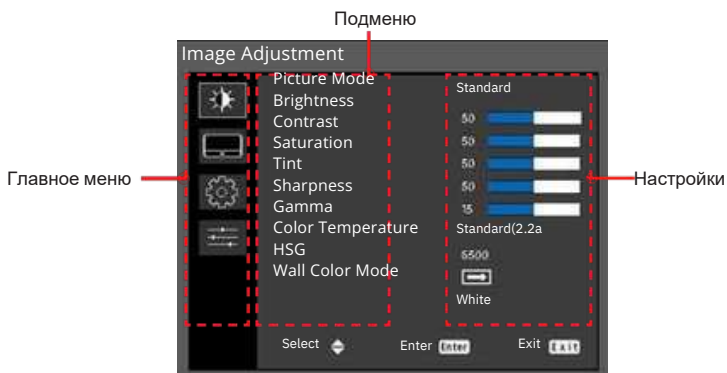 Подменю
Image Adjustment
Picture Mode
Standard
Brightness
50
Contrast
50
Saturation
50
Tint
50
Sharpness
15
Gamma
Standard(2.2a
Color Temperature
6500
HSG
Wall Color Mode
White
Главное меню
Настройки
Select
Enter Enter
Exit Exit